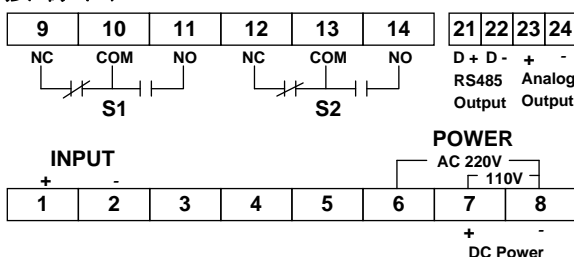 9 10 11 12 13 14 21 22 23 24
NC COM NO NC COM NO D + D - + -
RS485 Analog
Output Output
S1 S2
POWER
INPUT AC 220V
110V
+ -
1 2 3 4 5 6 7 8
+ -
DC Power